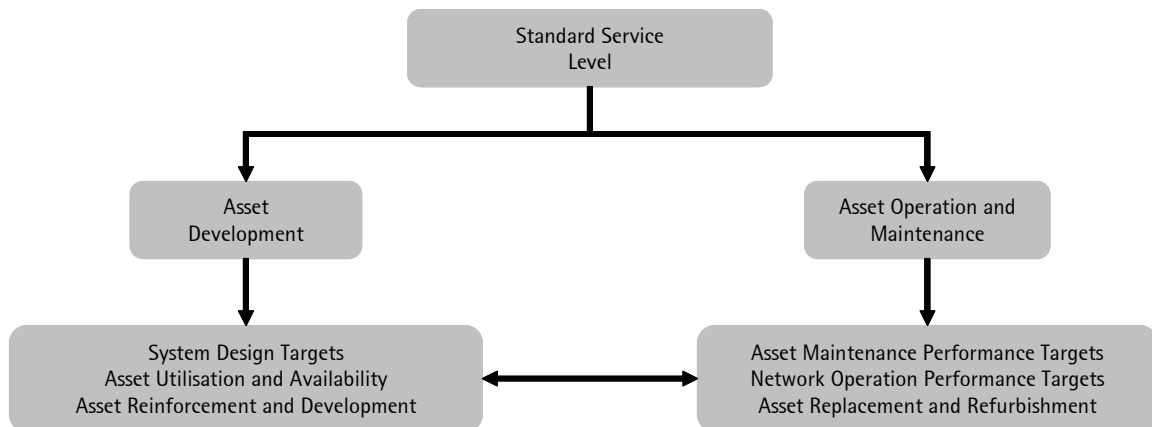 Standard Service
Level
Asset
Development
Asset Operation and
Maintenance
System Design Targets
Asset Utilisation and Availability
Asset Reinforcement and Development
Asset Maintenance Performance Targets
Network Operation Performance Targets
Asset Replacement and Refurbishment